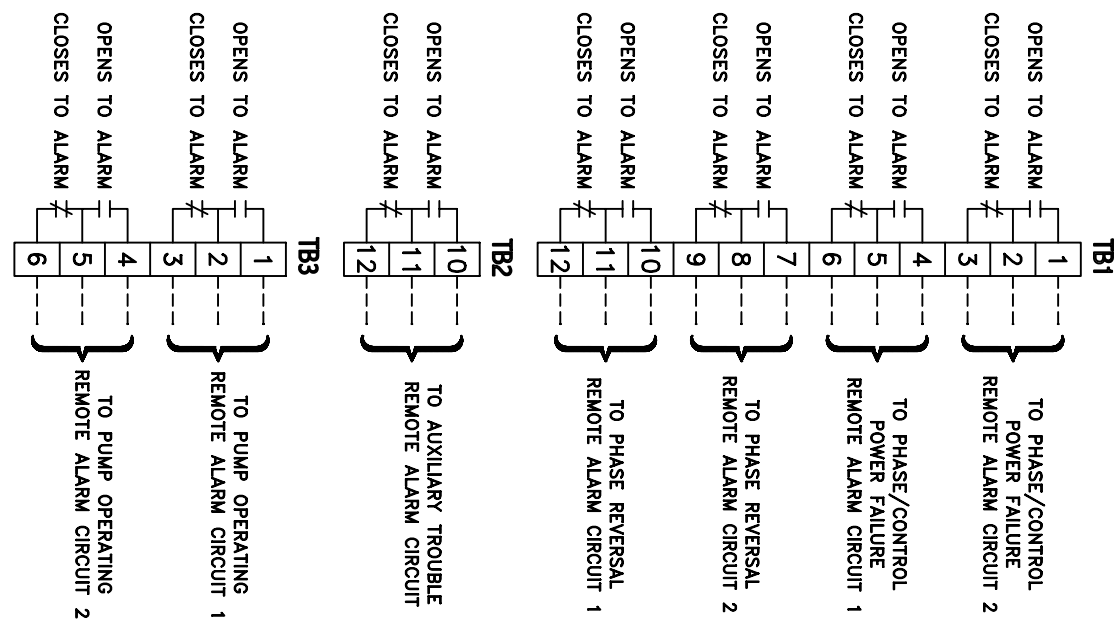 TB1
1
OPENS TO ALARM
2
CLOSES TO ALARM
3
TO PHASE/CONTROL
POWER FAILURE
REMOTE ALARM CIRCUIT 2
4
OPENS TO ALARM
5
CLOSES TO ALARM
6
TO PHASE/CONTROL
POWER FAILURE
REMOTE ALARM CIRCUIT 1
7
OPENS TO ALARM
8
CLOSES TO ALARM
9
TO PHASE REVERSAL
REMOTE ALARM CIRCUIT 2
10
OPENS TO ALARM
11
CLOSES TO ALARM
12
TO PHASE REVERSAL
REMOTE ALARM CIRCUIT 1
TB2
10
OPENS TO ALARM
11
CLOSES TO ALARM
12
TO AUXILIARY TROUBLE
REMOTE ALARM CIRCUIT
TB3
1
OPENS TO ALARM
2
CLOSES TO ALARM
3
TO PUMP OPERATING
REMOTE ALARM CIRCUIT 1
4
OPENS TO ALARM
5
CLOSES TO ALARM
6
TO PUMP OPERATING
REMOTE ALARM CIRCUIT 2